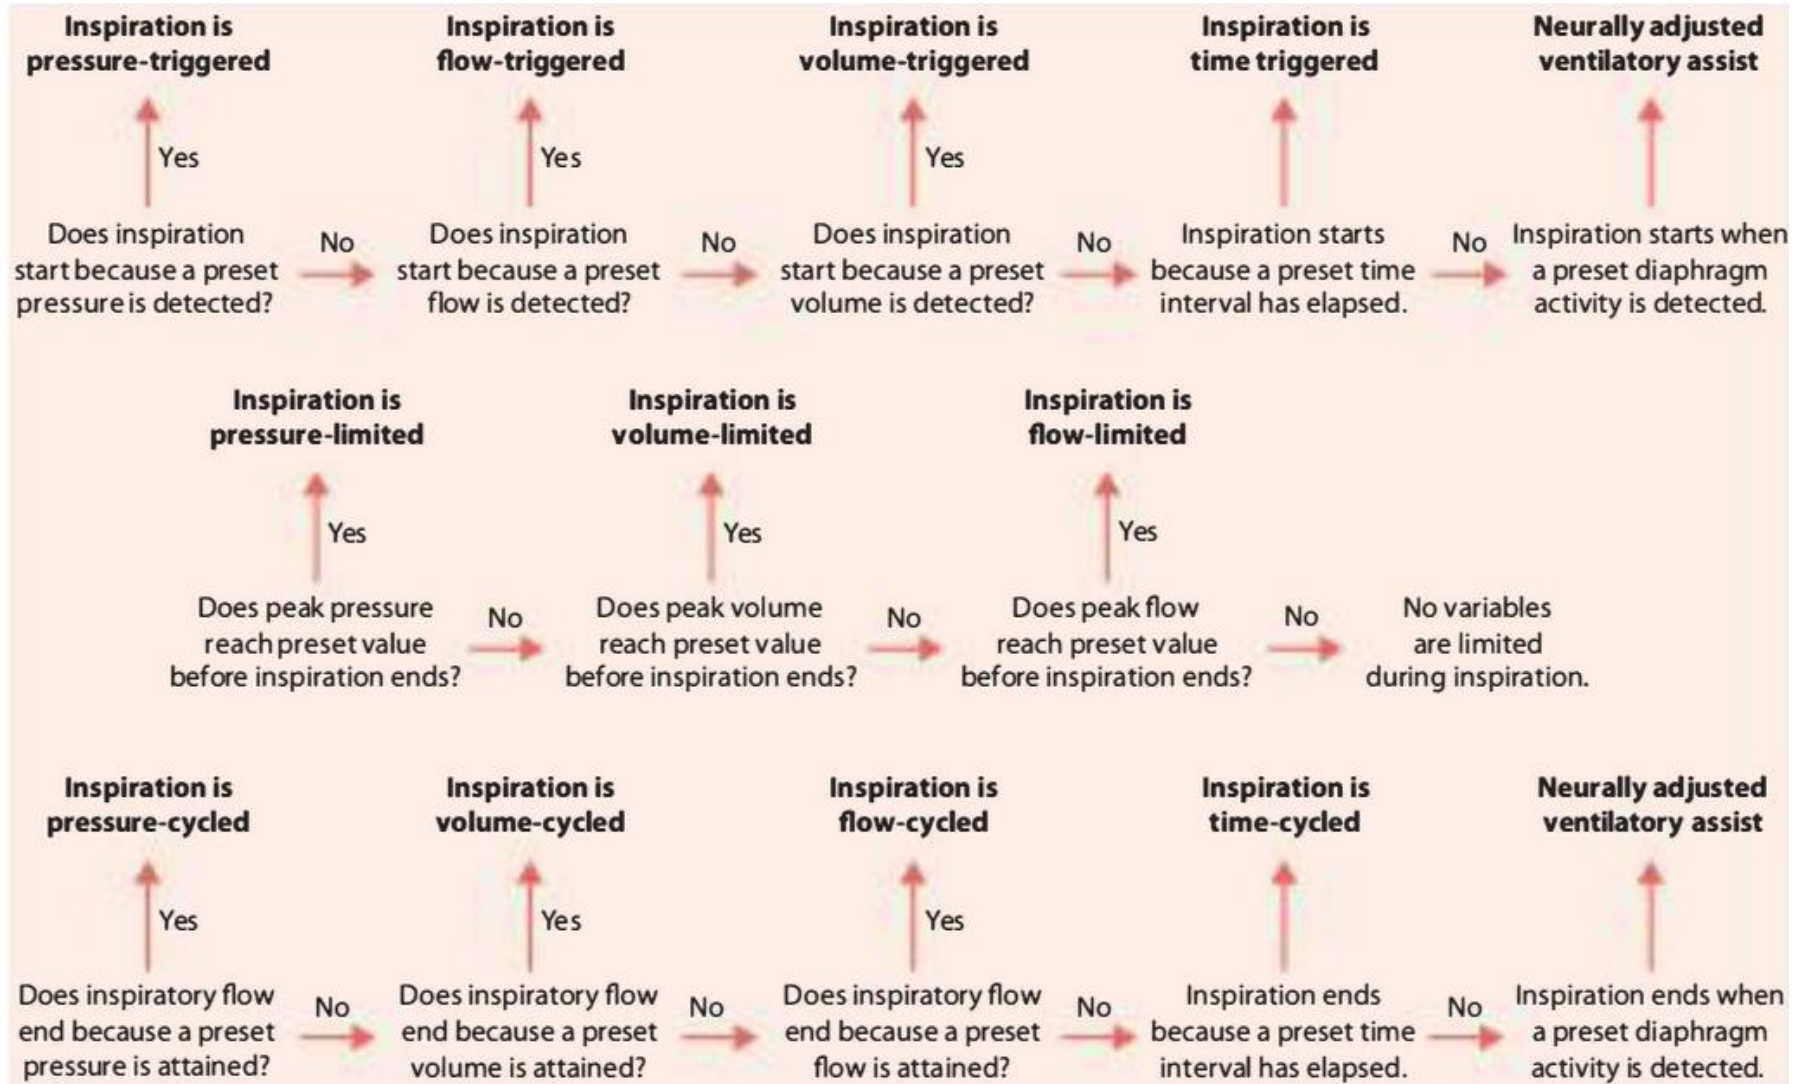 Inspiration is
pressure-triggered
Inspiration is
flow-triggered
Inspiration is
volume-triggered
Inspiration is
time triggered
Neurally adjusted
ventilatory assist
Yes
Yes
Yes
Does inspiration
start because a preset
pressure is detected?
No
Does inspiration
start because a preset
flow is detected?
No
Does inspiration
start because a preset
volume is detected?
No
Inspiration starts
because a preset time
interval has elapsed.
No
Inspiration starts when
a preset diaphragm
activity is detected.
Inspiration is
pressure-limited
Inspiration is
volume-limited
Inspiration is
flow-limited
Yes
Yes
Yes
Does peak pressure
reach preset value
before inspiration ends?
No
Does peak volume
reach preset value
before inspiration ends?
No
Does peak flow
reach preset value
before inspiration ends?
No
No variables
are limited
during inspiration.
Inspiration is
pressure-cycled
Inspiration is
volume-cycled
Inspiration is
flow-cycled
Inspiration is
time-cycled
Neurally adjusted
ventilatory assist
Yes
Yes
Yes
Does inspiratory flow
end because a preset
pressure is attained?
No
Does inspiratory flow
end because a preset
volume is attained?
No
Does inspiratory flow
end because a preset
flow is attained?
No
Inspiration ends
because a preset time
interval has elapsed.
No
Inspiration ends when
a preset diaphragm
activity is detected.